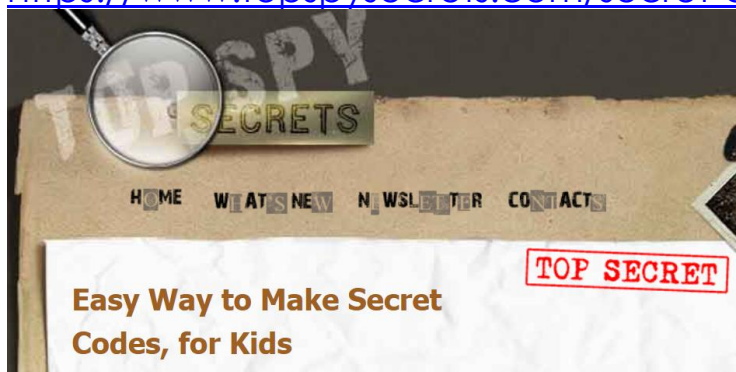 TOP SPY
SECRETS
HOME WHAT'S NEW NEWSLETTER CONTACTS
TOP SECRET
Easy Way to Make Secret
Codes, for Kids